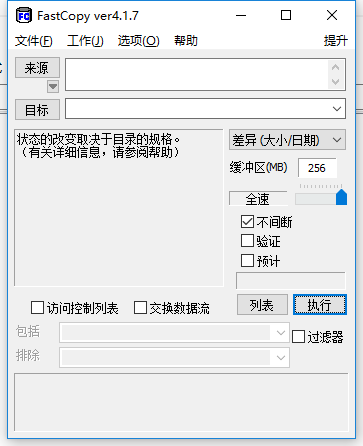 FastCopy ver4.1.7
文件(F) 工作(J) 选项(O) 帮助 提升
来源
目标
状态的改变取决于目录的规格。
（有关详细信息，请参阅帮助）
差异 (大小/日期)
缓冲区(MB) 256
全速
不间断
验证
预计
访问控制列表 交换数据流 列表 执行
包括
过滤器
排除